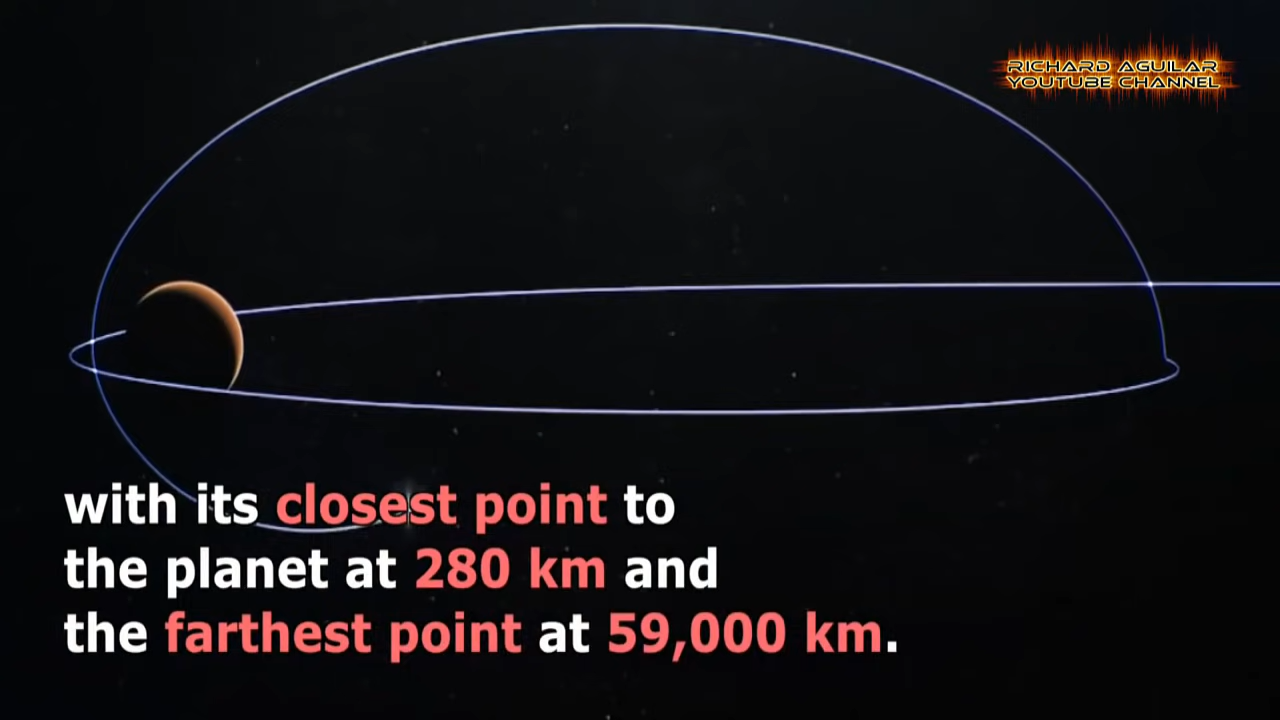 RICHARD AGUILAR
YOUTUBE CHANNEL
with its closest point to
the planet at 280 km and
the farthest point at 59,000 km.